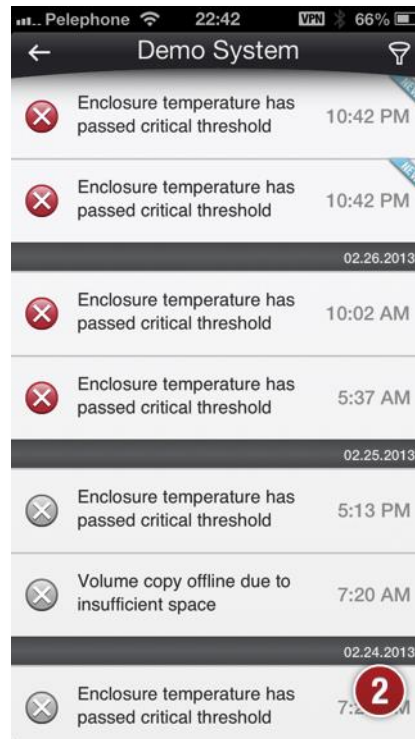 Pelephone 22:42 VPN 66%
Demo System
NEW
Enclosure temperature has
passed critical threshold
10:42 PM
NEW
Enclosure temperature has
passed critical threshold
10:42 PM
02.26.2013
Enclosure temperature has
passed critical threshold
10:02 AM
Enclosure temperature has
passed critical threshold
5:37 AM
02.25.2013
Enclosure temperature has
passed critical threshold
5:13 PM
Volume copy offline due to
insufficient space
7:20 AM
02.24.2013
Enclosure temperature has
passed critical threshold
2